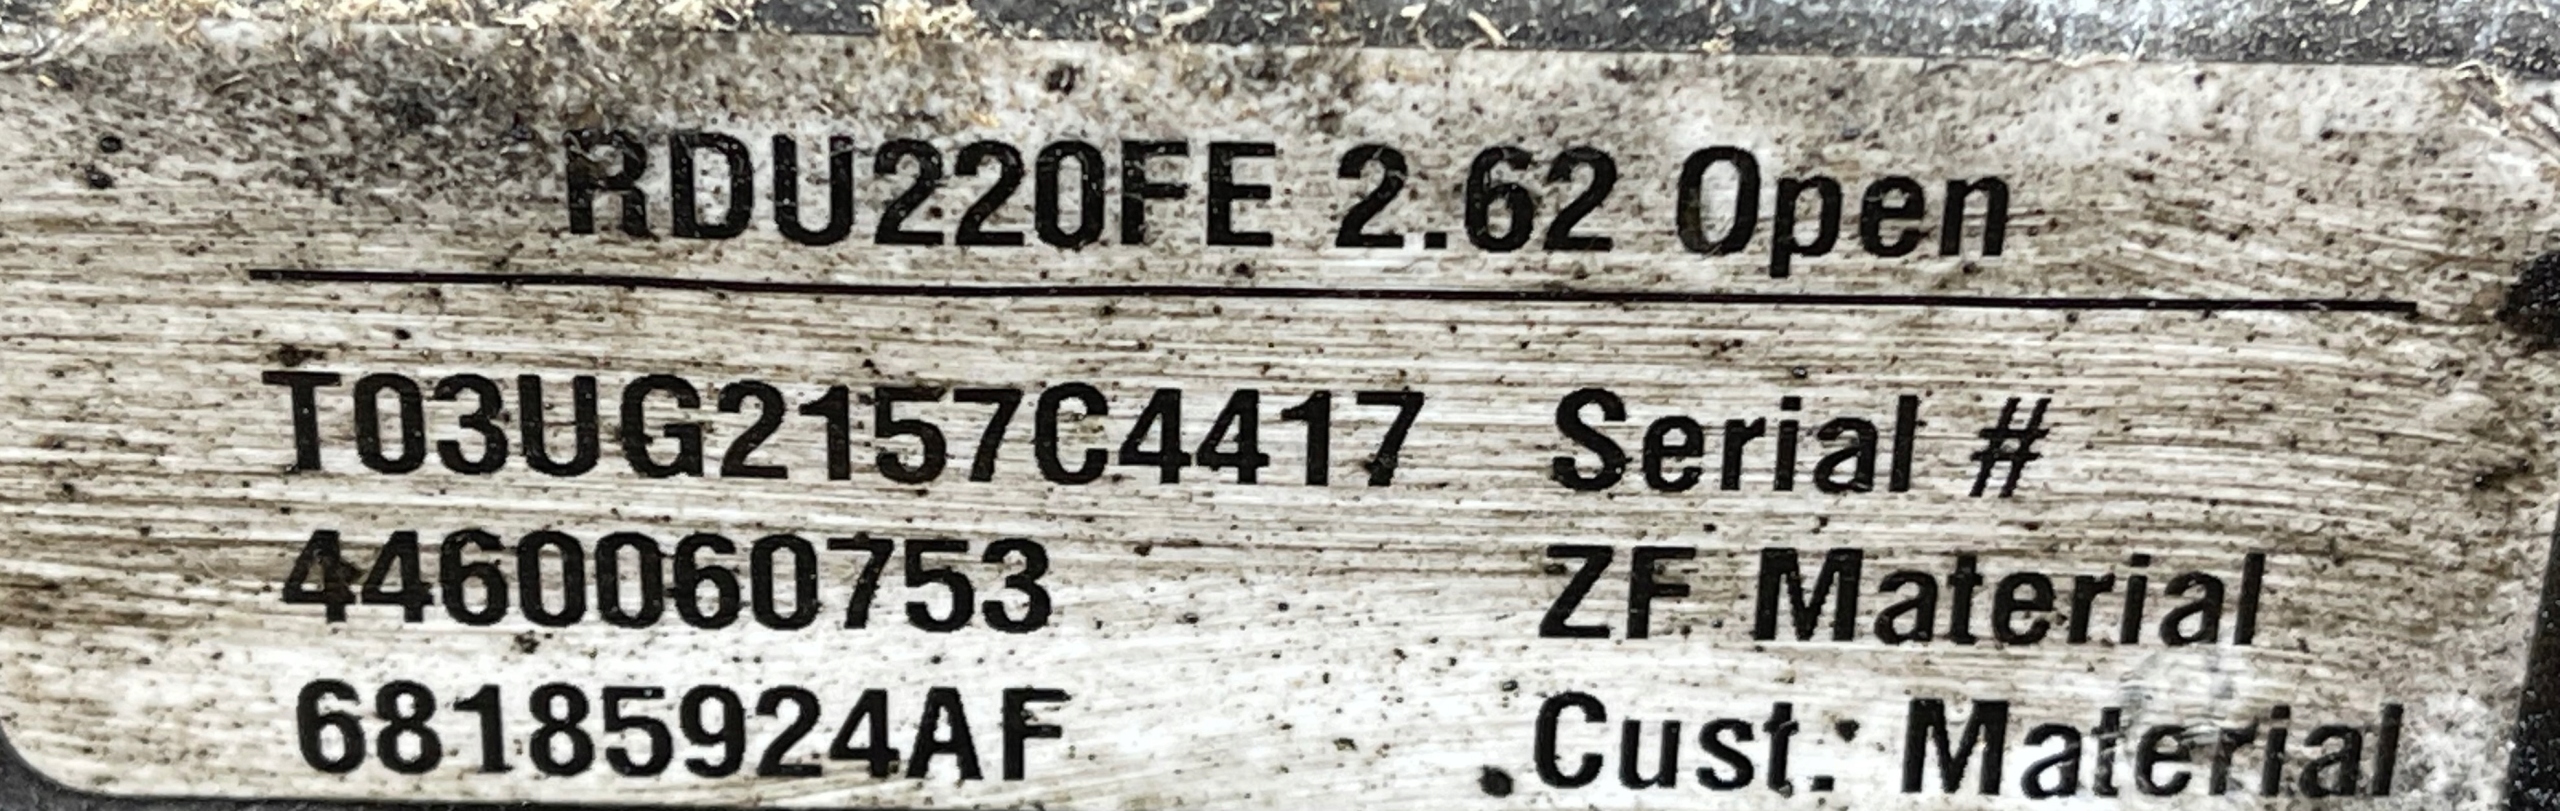 RDU220FE 2.62 Open
T03UG2157C4417 Serial #
4460060753 ZF Material
68185924AF Cust.: Material